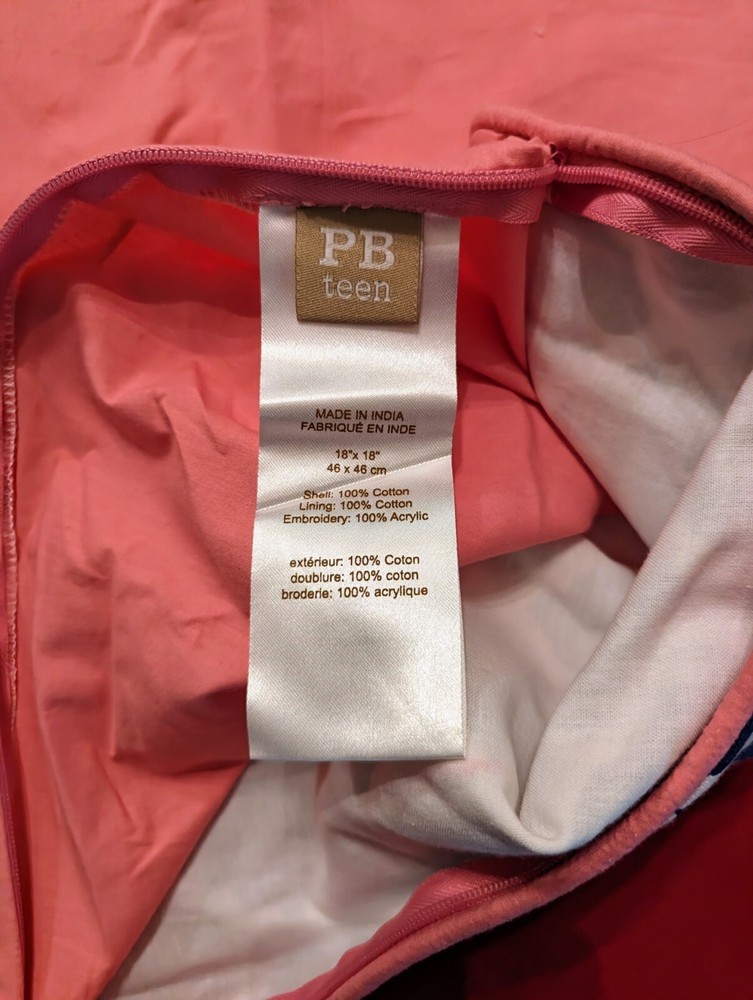 PB
teen
MADE IN INDIA
FABRIQUÉ EN INDE
18"x 18"
46 x 46 cm
Shell: 100% Cotton
Lining: 100% Cotton
Embroidery: 100% Acrylic
extérieur: 100% Coton
doublure: 100% coton
broderie: 100% acrylique